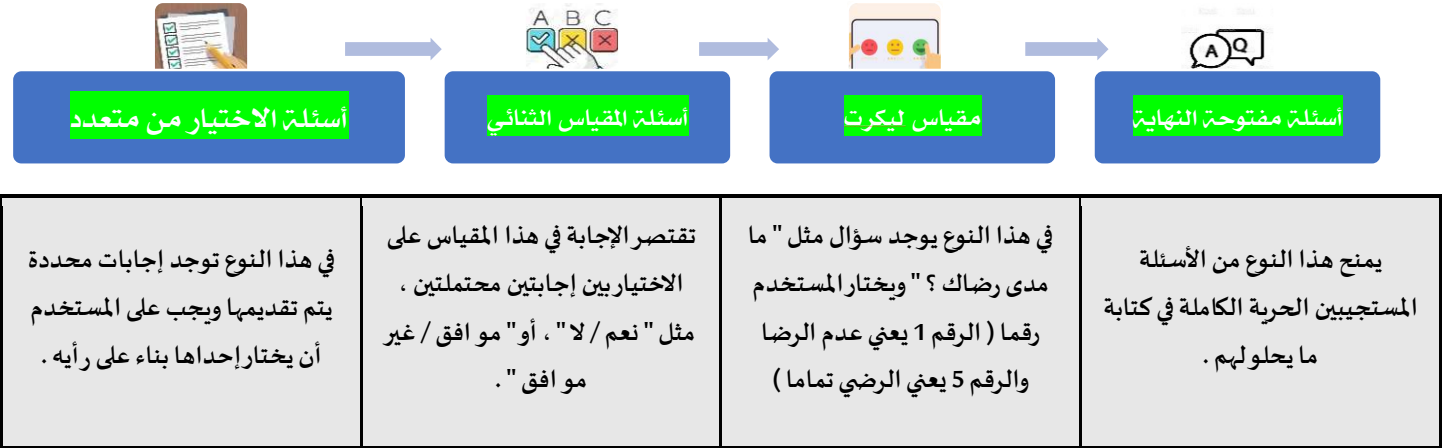 A B C
A Q
أسئلة مفتوحة النهاية
مقياس ليكرت
أسئلة المقياس الثنائي
أسئلة الاختيار من متعدد
يمنح هذا النوع من الأسئلة
المستجيبين الحرية الكاملة في كتابة
ما يحلو لهم .
في هذا النوع يوجد سؤال مثل " ما
مدى رضاك ؟ " ويختار المستخدم
رقما ( الرقم 1 يعني عدم الرضا
والرقم 5 يعني الرضي تماما )
تقتصر الإجابة في هذا المقياس على
الاختيار بين إجابتين محتملتين ،
مثل " نعم / لا " ، أو " مو افق / غير
مو افق " .
في هذا النوع توجد إجابات محددة
يتم تقديمها ويجب على المستخدم
أن يختار إحداها بناء على رأيه .